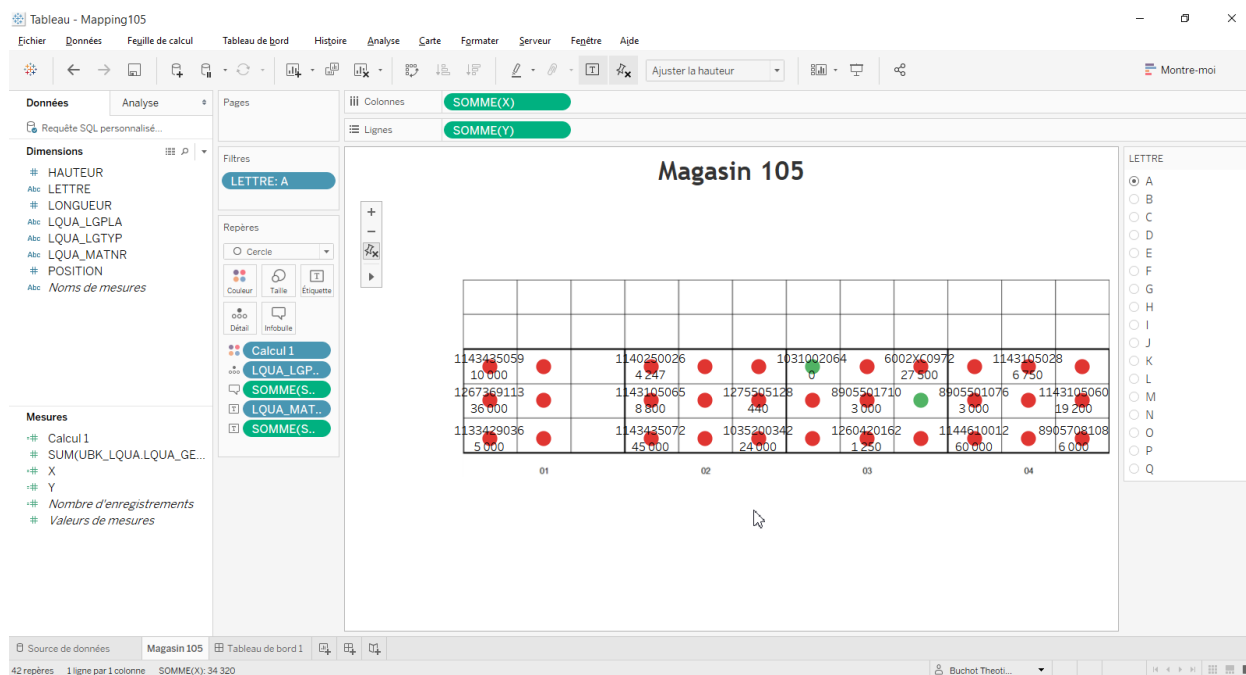 Tableau - Mapping105
Fichier Données Feuille de calcul Tableau de bord Histoire Analyse Carte Formater Serveur Fenêtre Aide
Ajuster la hauteur
Montre-moi
Données Analyse
Requête SQL personnalisé...
Dimensions
# HAUTEUR
Abc LETTRE
# LONGUEUR
Abc LQUA_LGPLA
Abc LQUA_LGTYP
Abc LQUA_MATNR
# POSITION
Abc Noms de mesures
Mesures
=# Calcul 1
# SUM(UBK_LQUA.LQUA_GE...
=# X
=# Y
=# Nombre d'enregistrements
# Valeurs de mesures
Pages
Filtres
LETTRE: A
Repères
Cercle
Couleur Taille Étiquette
Détail Infobulle
Calcul 1
LQUA_LGP..
SOMME(S..
LQUA_MAT..
SOMME(S..
Colonnes SOMME(X)
Lignes SOMME(Y)
Magasin 105
1143435059 1140250026 1031002064 6002XC0972 1143105028
10 000 4 247 0 27 500 6 750
1267369113 1143105065 1275505128 8905501710 8905501076 1143105060
36 000 8 800 440 3 000 3 000 19 200
1133429036 1143435072 1035200342 1260420162 1144610012 8905708108
5 000 45 000 24 000 1 250 60 000 6 000
01 02 03 04
LETTRE
A
B
C
D
E
F
G
H
I
J
K
L
M
N
O
P
Q
Source de données Magasin 105 Tableau de bord 1
42 repères 1 ligne par 1 colonne SOMME(X): 34 320
Buchot Theoti...